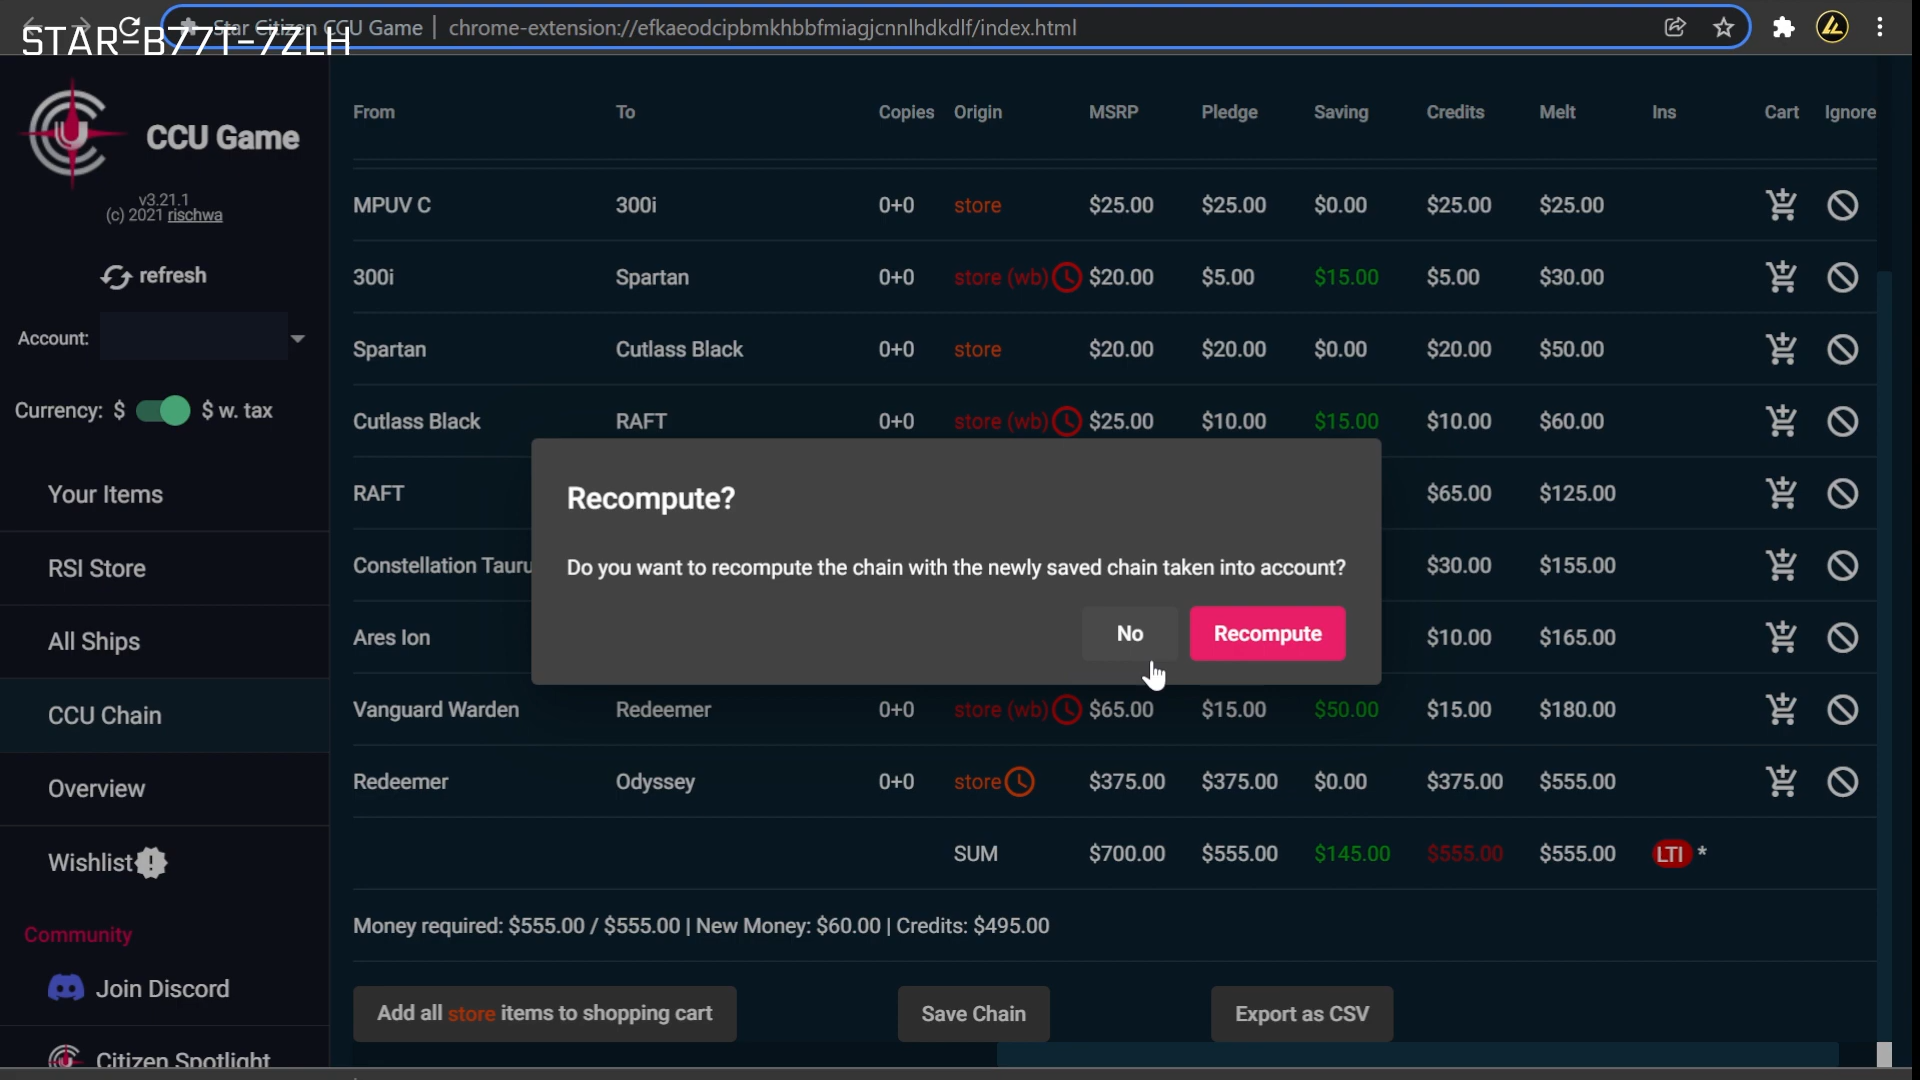 Star Citizen CCU Game | chrome-extension://efkaeodcipbmkhbbfmiagjcnnlhdkdlf/index.html
STAR-B77T-7ZLH
CCU Game
v3.21.1
(c) 2021 rischwa
refresh
Account:
Currency: $ $ w. tax
Your Items
RSI Store
All Ships
CCU Chain
Overview
Wishlist
Community
Join Discord
Citizen Spotlight
From To Copies Origin MSRP Pledge Saving Credits Melt Ins Cart Ignore
MPUV C 300i 0+0 store $25.00 $25.00 $0.00 $25.00 $25.00
300i Spartan 0+0 store (wb) $20.00 $5.00 $15.00 $5.00 $30.00
Spartan Cutlass Black 0+0 store $20.00 $20.00 $0.00 $20.00 $50.00
Cutlass Black RAFT 0+0 store (wb) $25.00 $10.00 $15.00 $10.00 $60.00
RAFT $65.00 $125.00
Constellation Tauru $30.00 $155.00
Ares Ion $10.00 $165.00
Vanguard Warden Redeemer 0+0 store (wb) $65.00 $15.00 $50.00 $15.00 $180.00
Redeemer Odyssey 0+0 store $375.00 $375.00 $0.00 $375.00 $555.00
SUM $700.00 $555.00 $145.00 $555.00 $555.00 LTI *
Money required: $555.00 / $555.00 | New Money: $60.00 | Credits: $495.00
Add all store items to shopping cart
Save Chain
Export as CSV
Recompute?
Do you want to recompute the chain with the newly saved chain taken into account?
No
Recompute